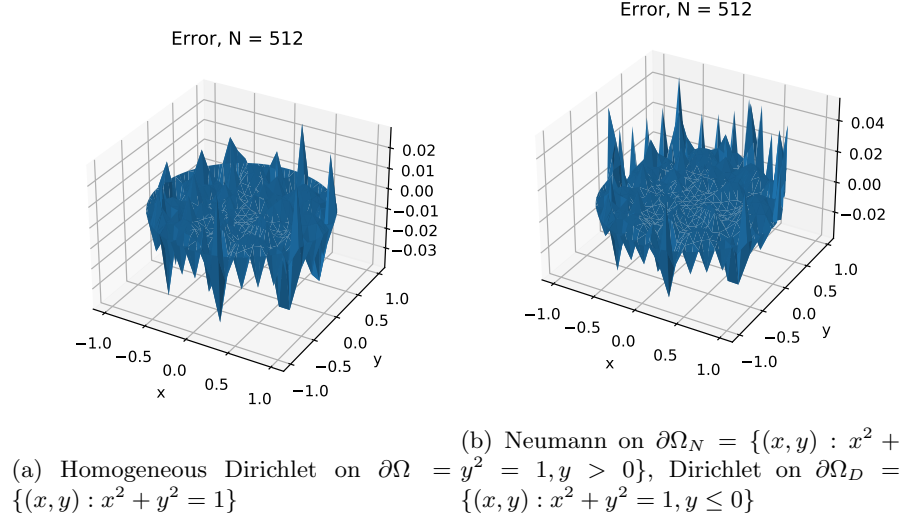 Error, N = 512
0.02
0.01
0.00
−0.01
−0.02
−0.03
−1.0
−0.5
0.0
0.5
1.0
x
−1.0
−0.5
0.0
0.5
1.0
y
Error, N = 512
0.04
0.02
0.00
−0.02
−1.0
−0.5
0.0
0.5
1.0
x
−1.0
−0.5
0.0
0.5
1.0
y
(a) Homogeneous Dirichlet on ∂Ω =
{(x, y) : x² + y² = 1}
(b) Neumann on ∂Ω_N = {(x, y) : x² +
y² = 1, y > 0}, Dirichlet on ∂Ω_D =
{(x, y) : x² + y² = 1, y ≤ 0}